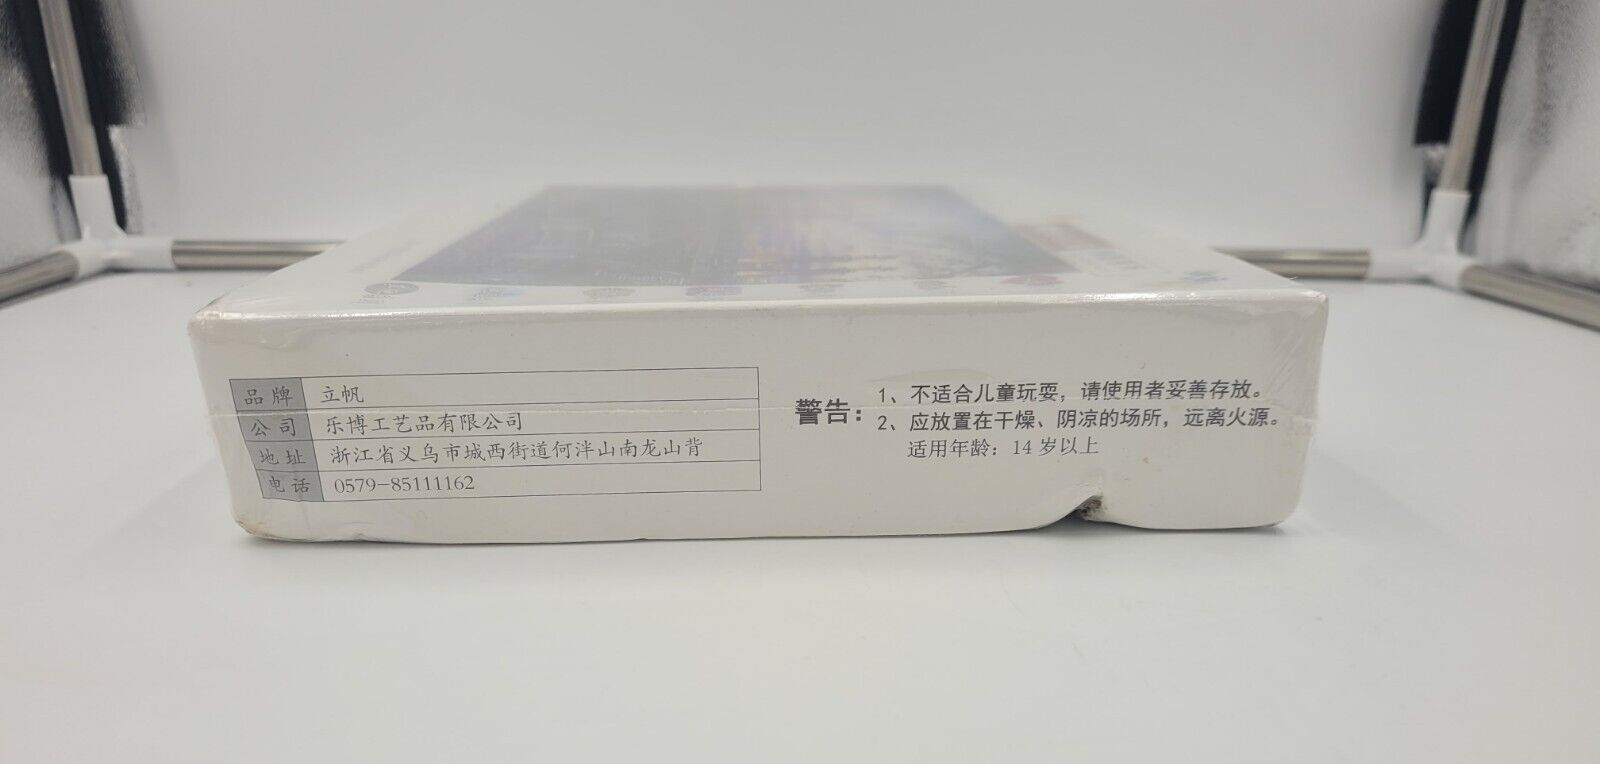 品牌 立帆
公司 乐博工艺品有限公司
地址 浙江省义乌市城西街道何泮山南龙山背
电话 0579-85111162
警告：
1、不适合儿童玩耍，请使用者妥善存放。
2、应放置在干燥、阴凉的场所，远离火源。
适用年龄：14岁以上